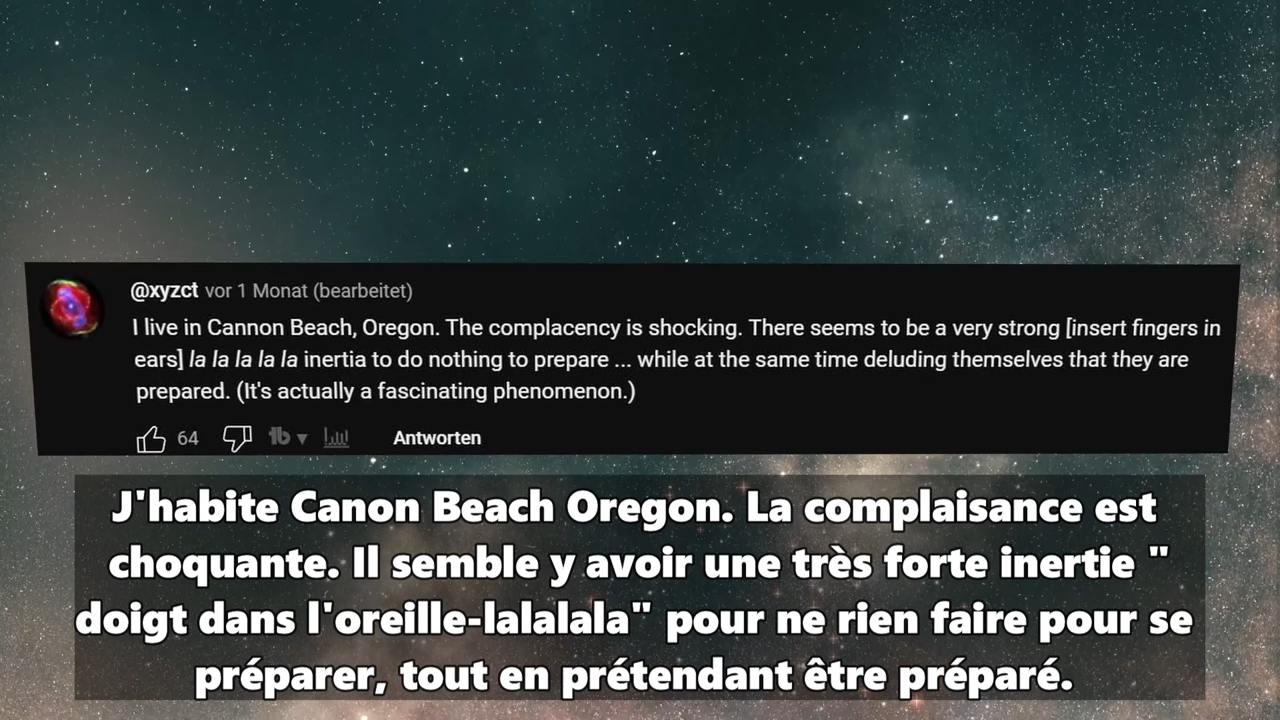 @xyzct vor 1 Monat (bearbeitet)
I live in Cannon Beach, Oregon. The complacency is shocking. There seems to be a very strong [insert fingers in
ears] la la la la la inertia to do nothing to prepare ... while at the same time deluding themselves that they are
prepared. (It's actually a fascinating phenomenon.)
64 Antworten
J'habite Canon Beach Oregon. La complaisance est
choquante. Il semble y avoir une très forte inertie "
doigt dans l'oreille-lalalala" pour ne rien faire pour se
préparer, tout en prétendant être préparé.